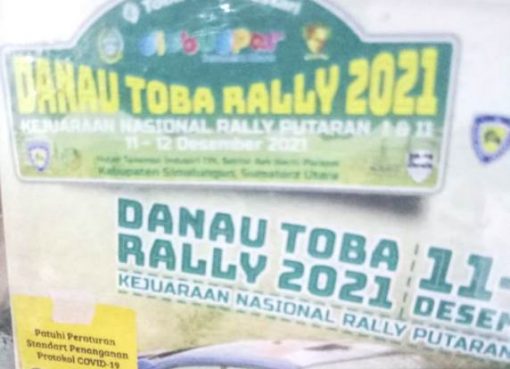 DANAU TOBA RALLY 2021
KEJUARAAN NASIONAL RALLY PUTARAN I & II
11 - 12 Desember 2021
Kabupaten Simalungun, Sumatera Utara
DANAU TOBA
RALLY 2021
11-
DESEM
KEJUARAAN NASIONAL RALLY PUTARAN
Patuhi Peraturan
Standart Penanganan
Protokol COVID-19